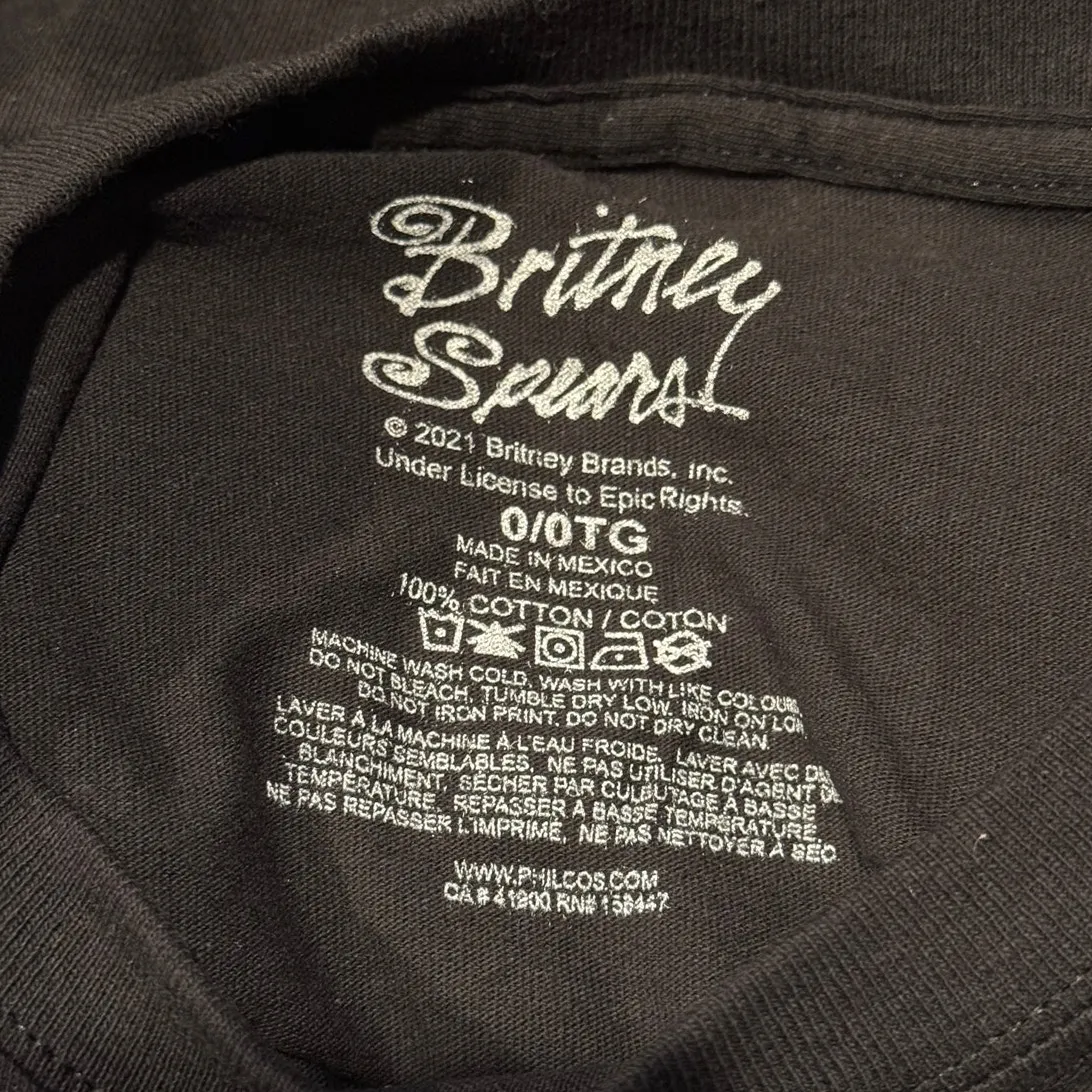 Britney
Spears
© 2021 Britney Brands, Inc.
Under License to Epic Rights.
0/0TG
MADE IN MEXICO
FAIT EN MEXIQUE
100% COTTON / COTON
MACHINE WASH COLD, WASH WITH LIKE COLOURS,
DO NOT BLEACH, TUMBLE DRY LOW, IRON ON LOW
DO NOT IRON PRINT. DO NOT DRY CLEAN.
LAVER À LA MACHINE À L'EAU FROIDE, LAVER AVEC DES
COULEURS SEMBLABLES, NE PAS UTILISER D'AGENT DE
BLANCHIMENT, SÉCHER PAR CULBUTAGE À BASSE
TEMPÉRATURE, REPASSER À BASSE TEMPÉRATURE,
NE PAS REPASSER L'IMPRIMÉ, NE PAS NETTOYER À SEC.
WWW.PHILCOS.COM
CA# 41900 RN#